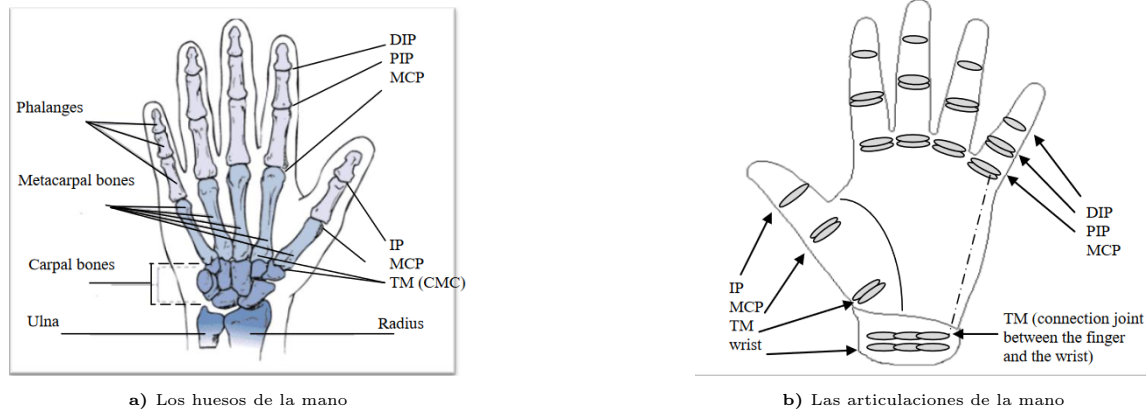 DIP
PIP
MCP
Phalanges
Metacarpal bones
IP
MCP
TM (CMC)
Carpal bones
Ulna
Radius
a) Los huesos de la mano
DIP
PIP
MCP
IP
MCP
TM
wrist
TM (connection joint
between the finger
and the wrist)
b) Las articulaciones de la mano